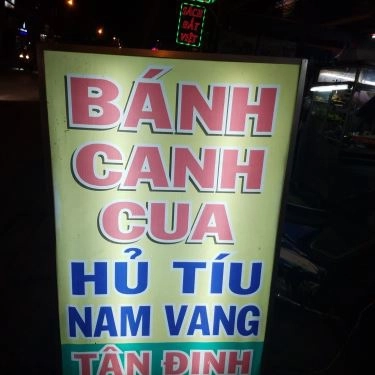 BÁNH
CANH
CUA
HỦ TÍU
NAM VANG
TÂN ĐỊNH